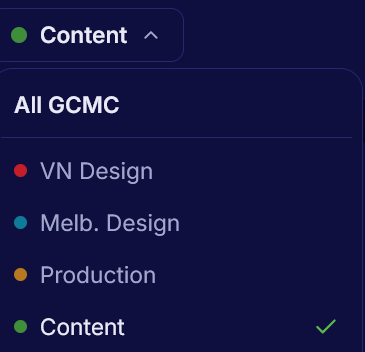 Content
All GCMC
VN Design
Melb. Design
Production
Content